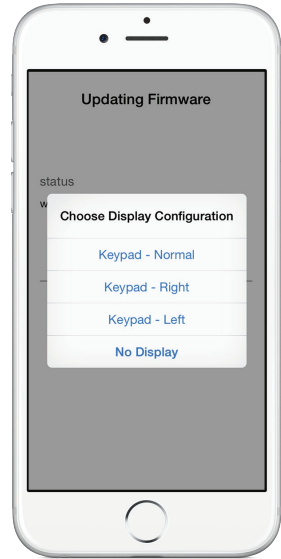 Updating Firmware
status
w
Choose Display Configuration
Keypad - Normal
Keypad - Right
Keypad - Left
No Display